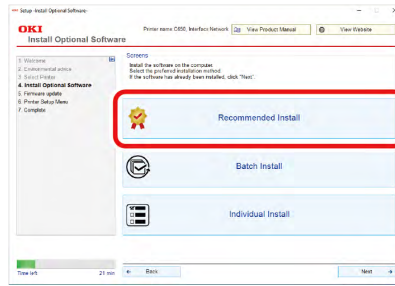 Setup -Install Optional Software-
OKI
Install Optional Software
Printer name C650, Interface Network
View Product Manual
View Website
1. Welcome
2. Environmental advice
3. Select Printer
4. Install Optional Software
5. Firmware update
6. Printer Setup Menu
7. Complete
Screens
Install the software on the computer.
Select the preferred installation method.
If the software has already been installed, click "Next".
Recommended Install
Batch Install
Individual Install
Time left
21 min
Back
Next